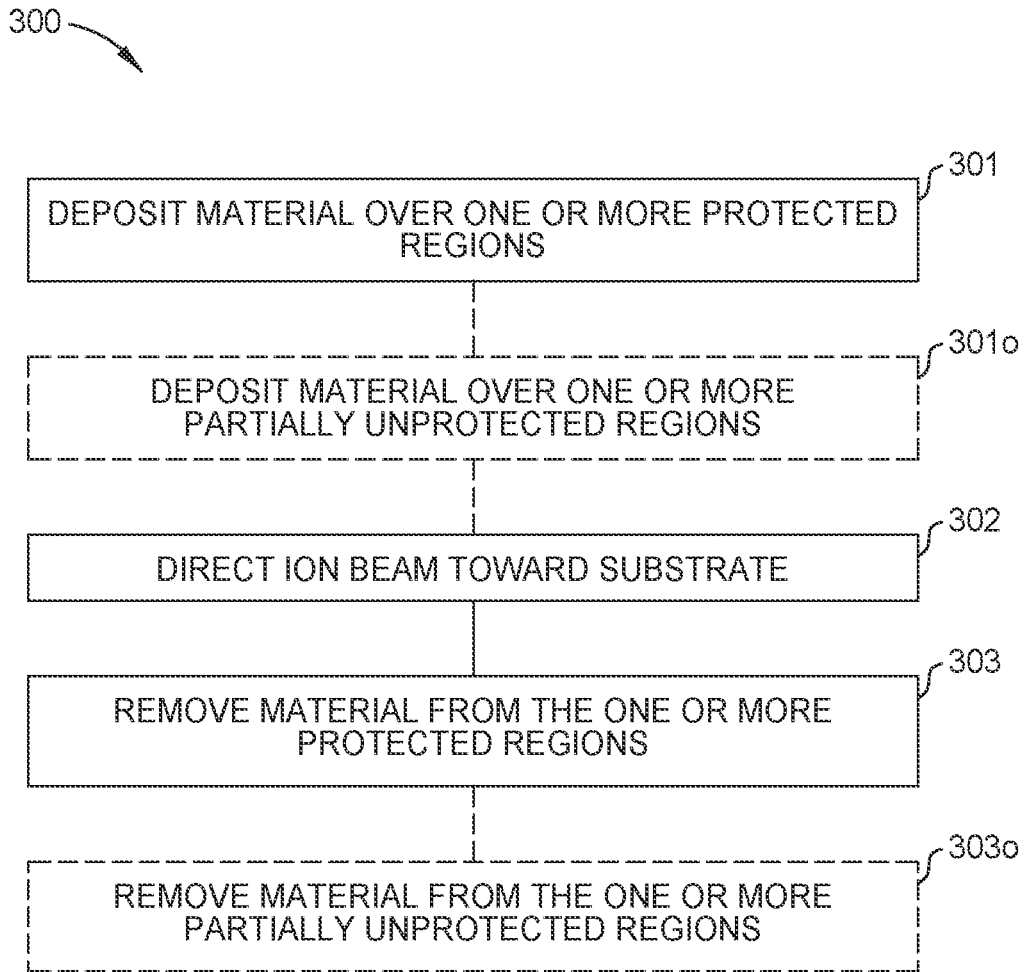 300
301
DEPOSIT MATERIAL OVER ONE OR MORE PROTECTED
REGIONS
301o
DEPOSIT MATERIAL OVER ONE OR MORE
PARTIALLY UNPROTECTED REGIONS
302
DIRECT ION BEAM TOWARD SUBSTRATE
303
REMOVE MATERIAL FROM THE ONE OR MORE
PROTECTED REGIONS
303o
REMOVE MATERIAL FROM THE ONE OR MORE
PARTIALLY UNPROTECTED REGIONS